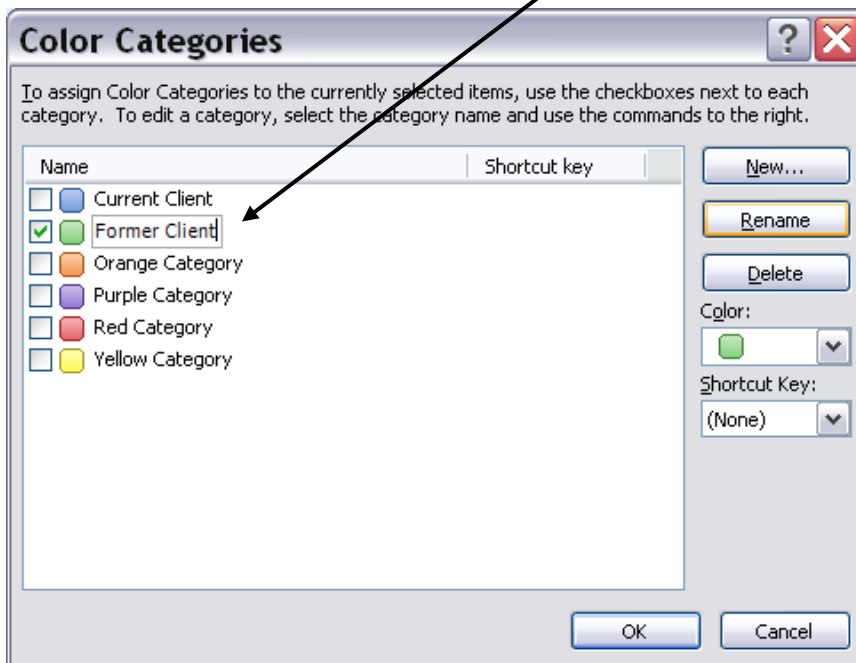 Color Categories
To assign Color Categories to the currently selected items, use the checkboxes next to each
category. To edit a category, select the category name and use the commands to the right.
Name Shortcut key
Current Client
Former Client
Orange Category
Purple Category
Red Category
Yellow Category
New...
Rename
Delete
Color:
Shortcut Key:
(None)
OK Cancel